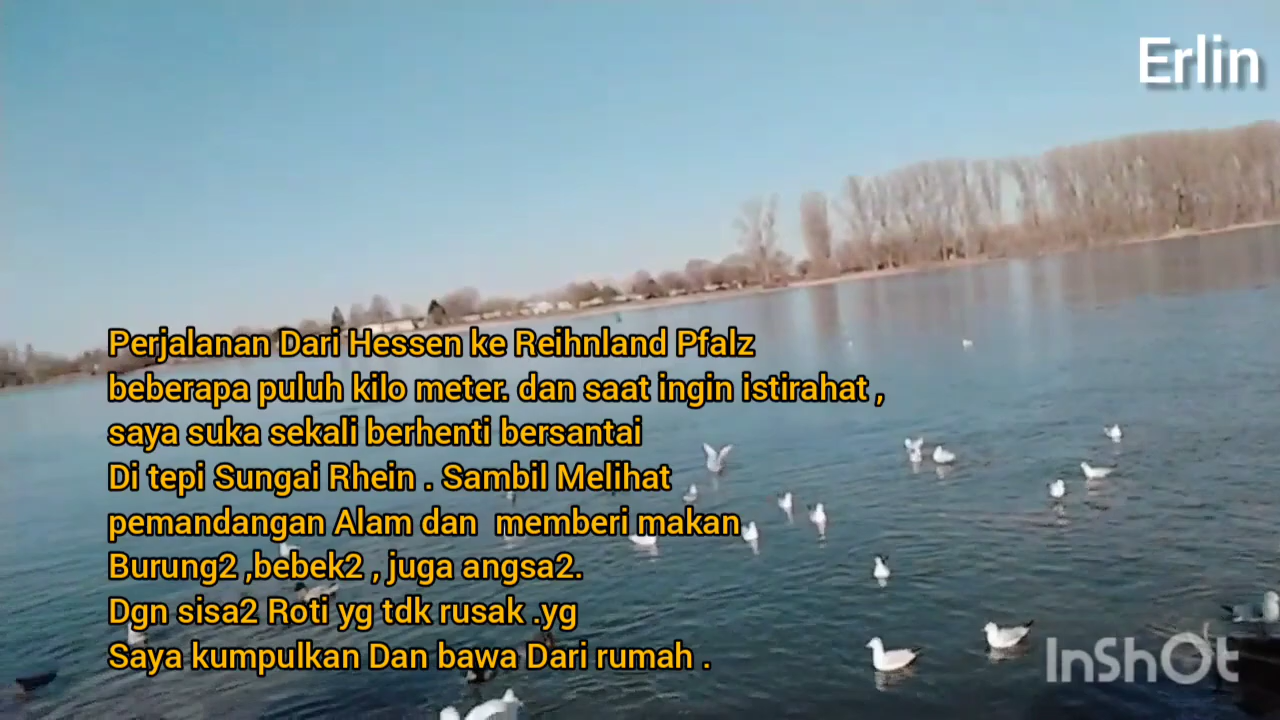 Erlin
Perjalanan Dari Hessen ke Reihnland Pfalz
beberapa puluh kilo meter. dan saat ingin istirahat ,
saya suka sekali berhenti bersantai
Di tepi Sungai Rhein . Sambil Melihat
pemandangan Alam dan memberi makan
Burung2 ,bebek2 , juga angsa2.
Dgn sisa2 Roti yg tdk rusak .yg
Saya kumpulkan Dan bawa Dari rumah .
InShOt